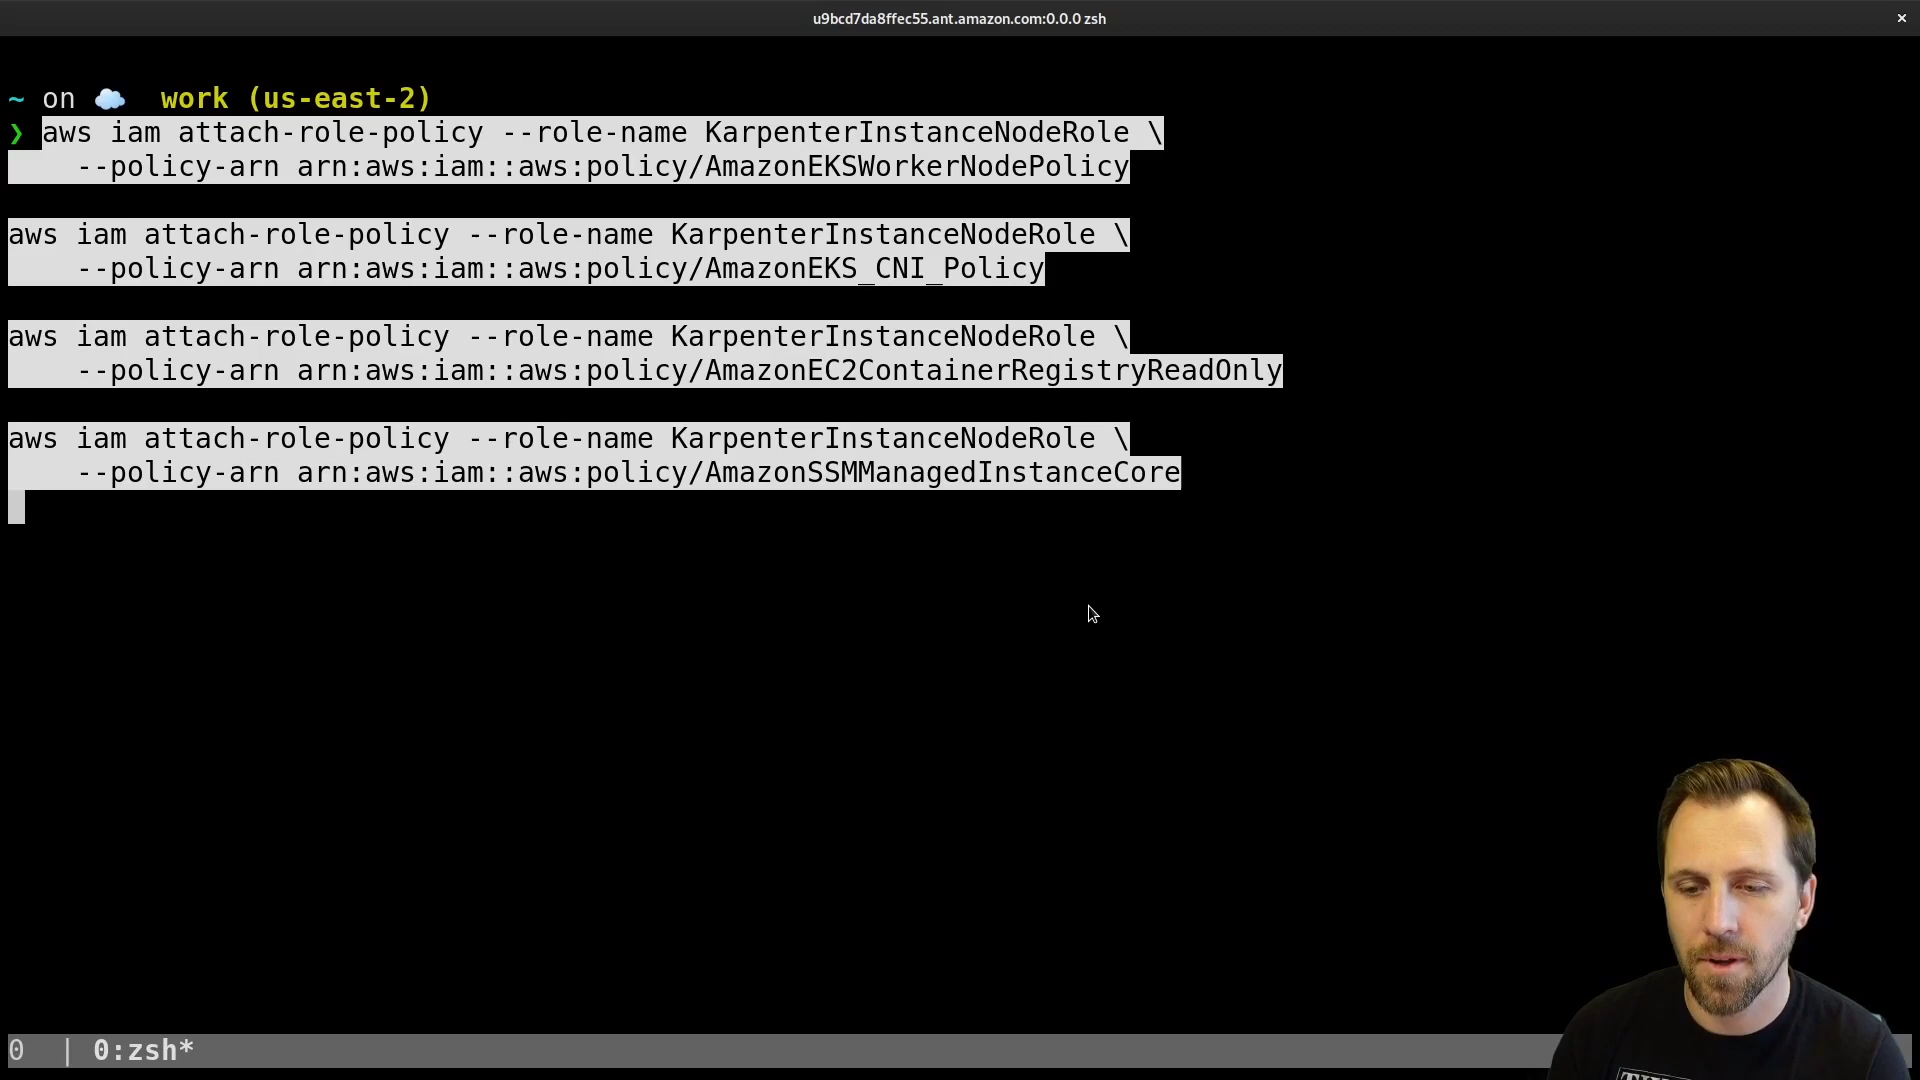 u9bcd7da8ffec55.ant.amazon.com:0.0.0 zsh
~ on ☁️ work (us-east-2)
❯ aws iam attach-role-policy --role-name KarpenterInstanceNodeRole \
    --policy-arn arn:aws:iam::aws:policy/AmazonEKSWorkerNodePolicy
aws iam attach-role-policy --role-name KarpenterInstanceNodeRole \
    --policy-arn arn:aws:iam::aws:policy/AmazonEKS_CNI_Policy
aws iam attach-role-policy --role-name KarpenterInstanceNodeRole \
    --policy-arn arn:aws:iam::aws:policy/AmazonEC2ContainerRegistryReadOnly
aws iam attach-role-policy --role-name KarpenterInstanceNodeRole \
    --policy-arn arn:aws:iam::aws:policy/AmazonSSMManagedInstanceCore
0 | 0:zsh*